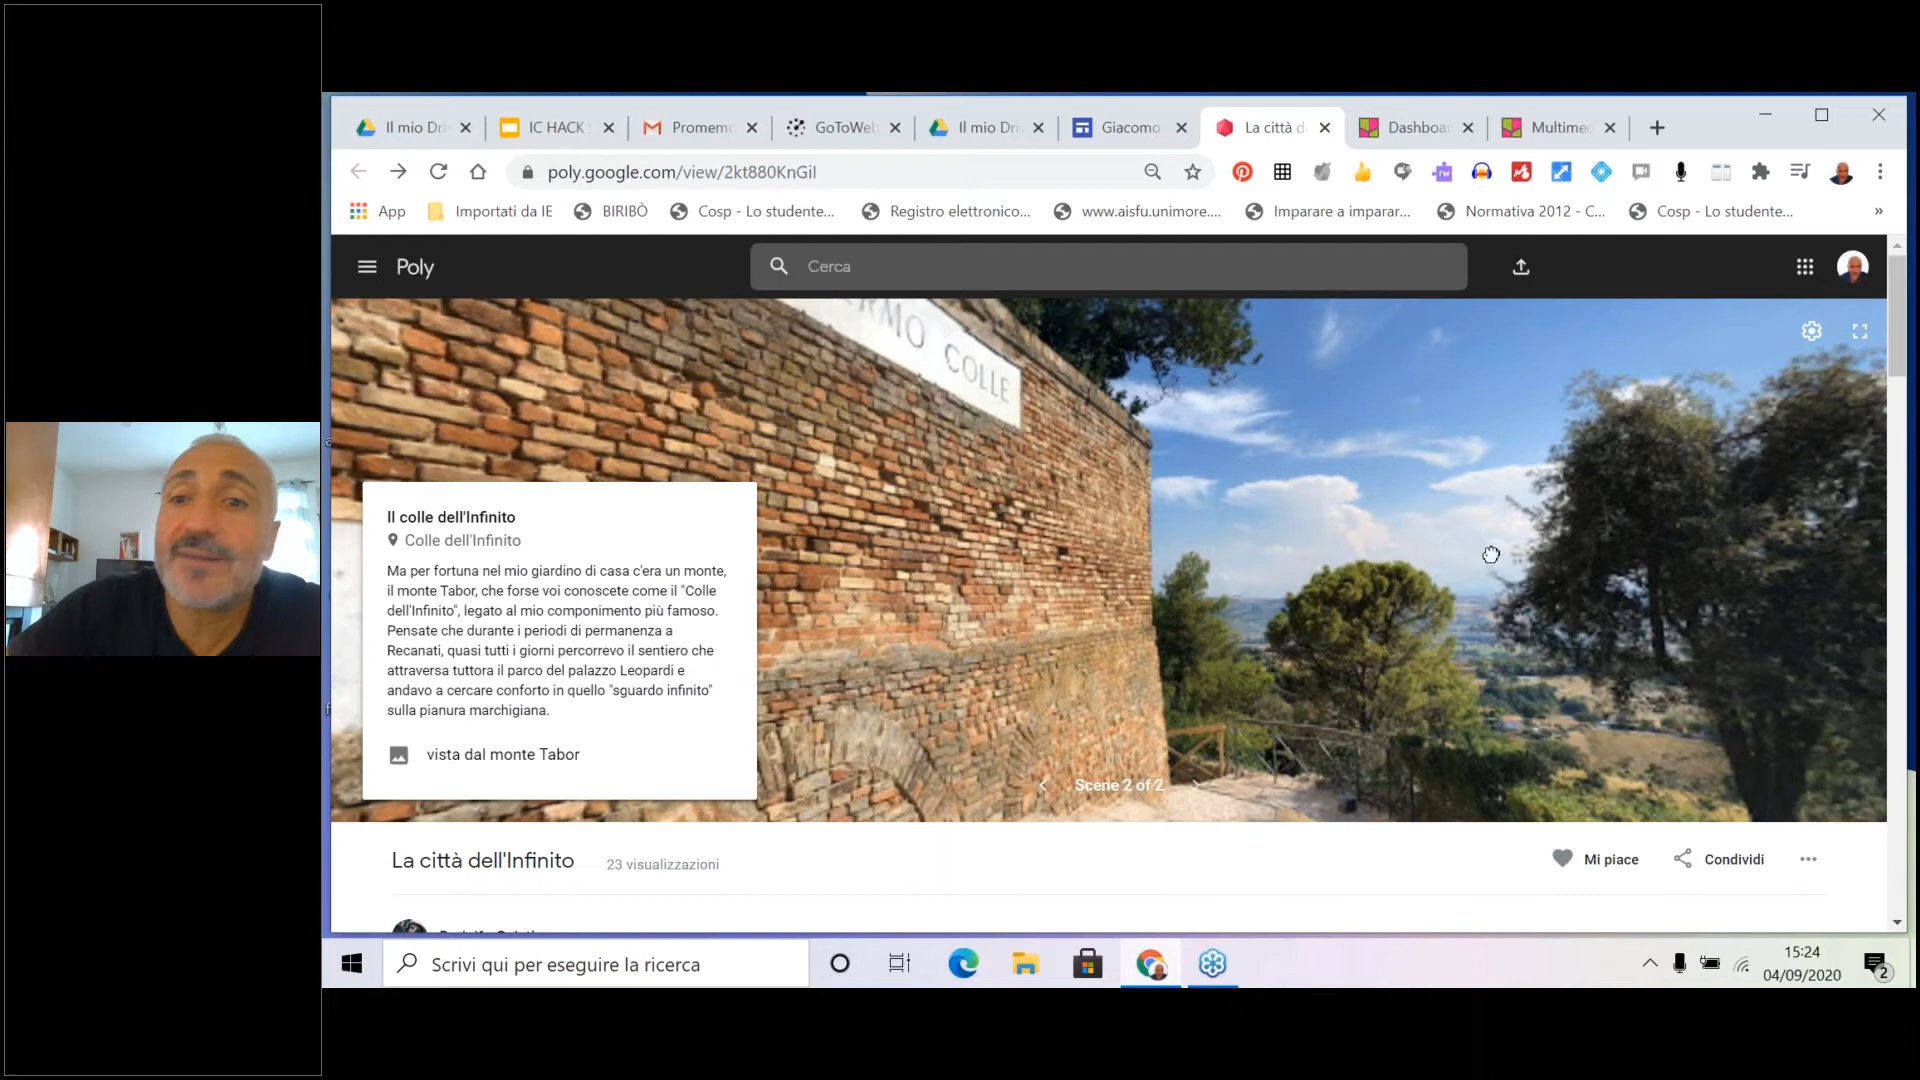 Il mio Dri
IC HACK
Promem
GoToWeb
Il mio Dri
Giacomo
La città d
Dashboa
Multimed
poly.google.com/view/2kt880KnGil
App
Importati da IE
BIRIBÒ
Cosp - Lo studente...
Registro elettronico...
www.aisfu.unimore....
Imparare a imparar...
Normativa 2012 - C...
Cosp - Lo studente...
»
Poly
Cerca
ERMO COLLE
Il colle dell'Infinito
Colle dell'Infinito
Ma per fortuna nel mio giardino di casa c'era un monte,
il monte Tabor, che forse voi conoscete come il "Colle
dell'Infinito", legato al mio componimento più famoso.
Pensate che durante i periodi di permanenza a
Recanati, quasi tutti i giorni percorrevo il sentiero che
attraversa tuttora il parco del palazzo Leopardi e
andavo a cercare conforto in quello "sguardo infinito"
sulla pianura marchigiana.
vista dal monte Tabor
Scene 2 of 2
La città dell'Infinito
23 visualizzazioni
Mi piace
Condividi
Scrivi qui per eseguire la ricerca
15:24
04/09/2020
2